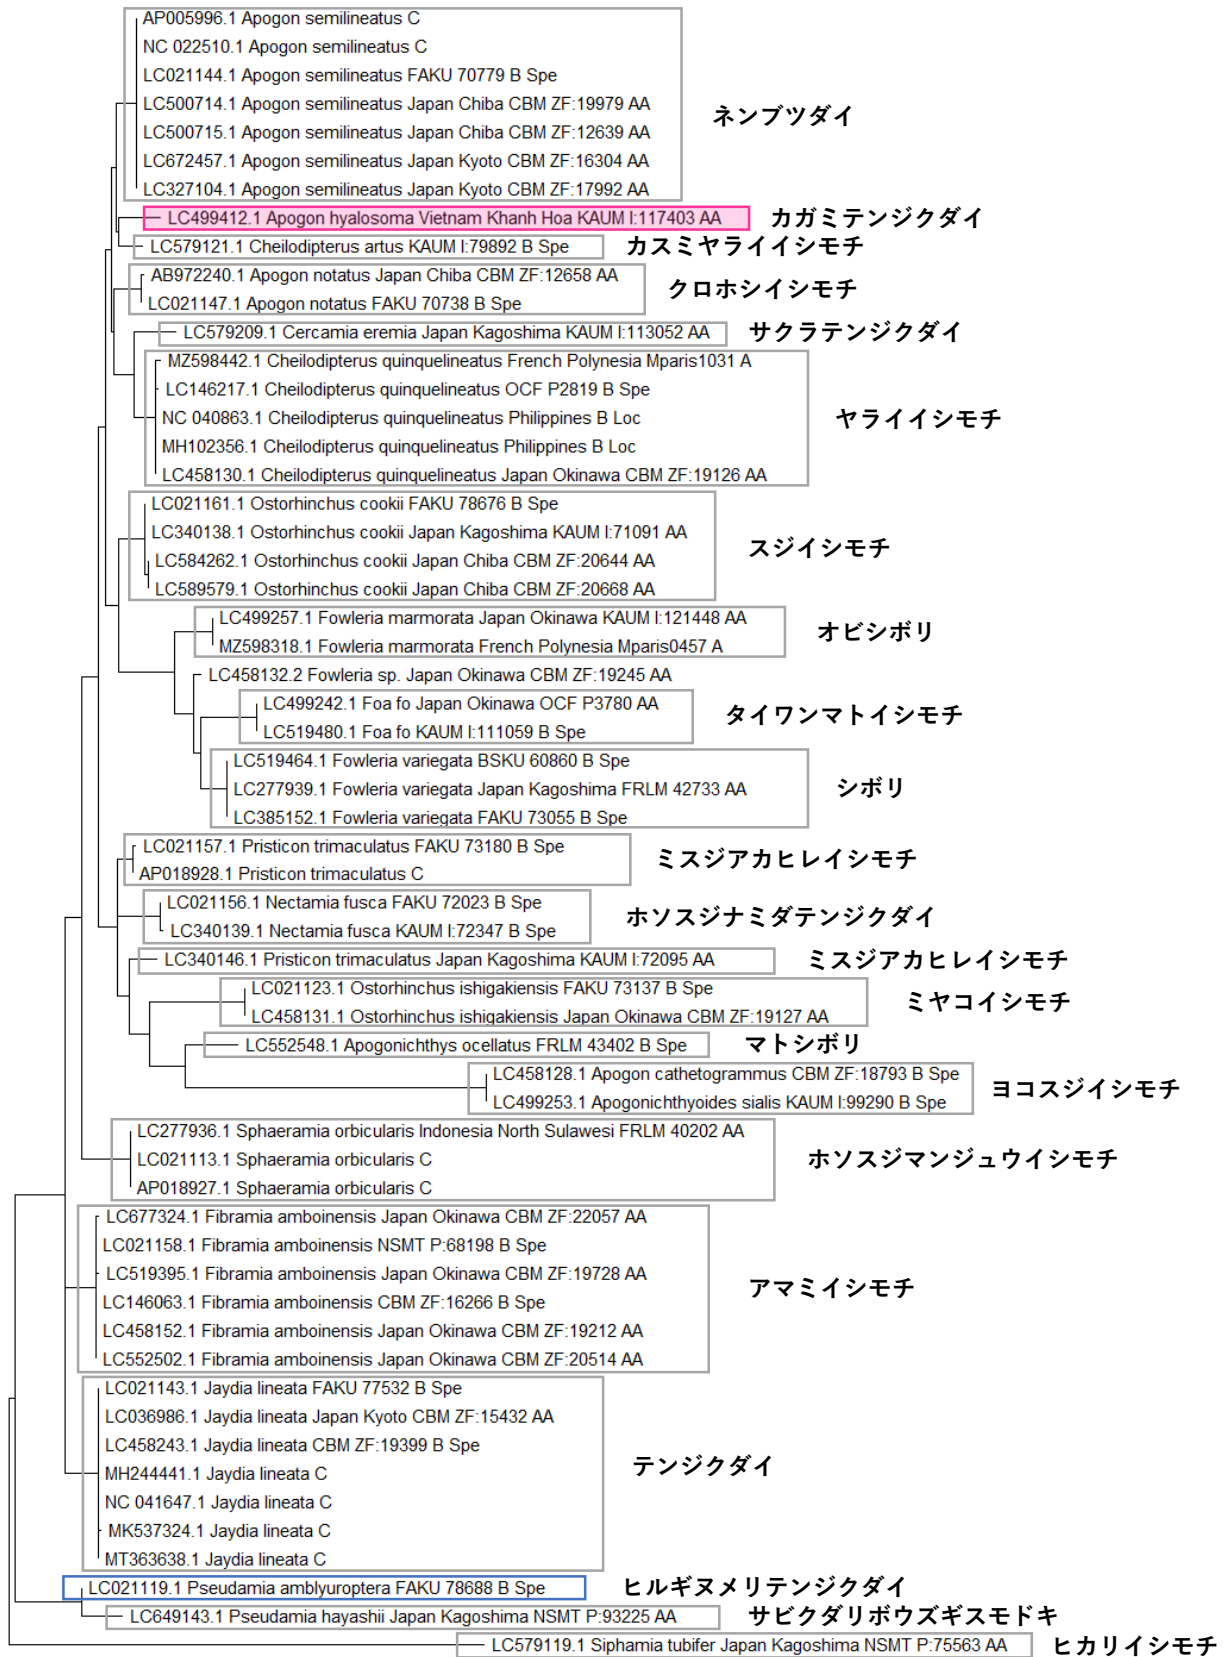 AP005996.1 Apogon semilineatus C
NC 022510.1 Apogon semilineatus C
LC021144.1 Apogon semilineatus FAKU 70779 B Spe
LC500714.1 Apogon semilineatus Japan Chiba CBM ZF:19979 AA
ネンブツダイ
LC500715.1 Apogon semilineatus Japan Chiba CBM ZF:12639 AA
LC672457.1 Apogon semilineatus Japan Kyoto CBM ZF:16304 AA
LC327104.1 Apogon semilineatus Japan Kyoto CBM ZF:17992 AA
LC499412.1 Apogon hyalosoma Vietnam Khanh Hoa KAUM I:117403 AA
カガミテンジクダイ
LC579121.1 Cheilodipterus artus KAUM I:79892 B Spe
カスミヤライイシモチ
AB972240.1 Apogon notatus Japan Chiba CBM ZF:12658 AA
クロホシイシモチ
LC021147.1 Apogon notatus FAKU 70738 B Spe
LC579209.1 Cercamia eremia Japan Kagoshima KAUM I:113052 AA
サクラテンジクダイ
MZ598442.1 Cheilodipterus quinquelineatus French Polynesia Mparis1031 A
LC146217.1 Cheilodipterus quinquelineatus OCF P2819 B Spe
NC 040863.1 Cheilodipterus quinquelineatus Philippines B Loc
ヤライイシモチ
MH102356.1 Cheilodipterus quinquelineatus Philippines B Loc
LC458130.1 Cheilodipterus quinquelineatus Japan Okinawa CBM ZF:19126 AA
LC021161.1 Ostorhinchus cookii FAKU 78676 B Spe
LC340138.1 Ostorhinchus cookii Japan Kagoshima KAUM I:71091 AA
スジイシモチ
LC584262.1 Ostorhinchus cookii Japan Chiba CBM ZF:20644 AA
LC589579.1 Ostorhinchus cookii Japan Chiba CBM ZF:20668 AA
LC499257.1 Fowleria marmorata Japan Okinawa KAUM I:121448 AA
オビシボリ
MZ598318.1 Fowleria marmorata French Polynesia Mparis0457 A
LC458132.2 Fowleria sp. Japan Okinawa CBM ZF:19245 AA
LC499242.1 Foa fo Japan Okinawa OCF P3780 AA
タイワンマトイシモチ
LC519480.1 Foa fo KAUM I:111059 B Spe
LC519464.1 Fowleria variegata BSKU 60860 B Spe
LC277939.1 Fowleria variegata Japan Kagoshima FRLM 42733 AA
シボリ
LC385152.1 Fowleria variegata FAKU 73055 B Spe
LC021157.1 Pristicon trimaculatus FAKU 73180 B Spe
ミスジアカヒレイシモチ
AP018928.1 Pristicon trimaculatus C
LC021156.1 Nectamia fusca FAKU 72023 B Spe
ホソスジナミダテンジクダイ
LC340139.1 Nectamia fusca KAUM I:72347 B Spe
LC340146.1 Pristicon trimaculatus Japan Kagoshima KAUM I:72095 AA
ミスジアカヒレイシモチ
LC021123.1 Ostorhinchus ishigakiensis FAKU 73137 B Spe
ミヤコイシモチ
LC458131.1 Ostorhinchus ishigakiensis Japan Okinawa CBM ZF:19127 AA
LC552548.1 Apogonichthys ocellatus FRLM 43402 B Spe
マトシボリ
LC458128.1 Apogon cathetogrammus CBM ZF:18793 B Spe
ヨコスジイシモチ
LC499253.1 Apogonichthyoides sialis KAUM I:99290 B Spe
LC277936.1 Sphaeramia orbicularis Indonesia North Sulawesi FRLM 40202 AA
LC021113.1 Sphaeramia orbicularis C
ホソスジマンジュウイシモチ
AP018927.1 Sphaeramia orbicularis C
LC677324.1 Fibramia amboinensis Japan Okinawa CBM ZF:22057 AA
LC021158.1 Fibramia amboinensis NSMT P:68198 B Spe
LC519395.1 Fibramia amboinensis Japan Okinawa CBM ZF:19728 AA
アマミイシモチ
LC146063.1 Fibramia amboinensis CBM ZF:16266 B Spe
LC458152.1 Fibramia amboinensis Japan Okinawa CBM ZF:19212 AA
LC552502.1 Fibramia amboinensis Japan Okinawa CBM ZF:20514 AA
LC021143.1 Jaydia lineata FAKU 77532 B Spe
LC036986.1 Jaydia lineata Japan Kyoto CBM ZF:15432 AA
LC458243.1 Jaydia lineata CBM ZF:19399 B Spe
テンジクダイ
MH244441.1 Jaydia lineata C
NC 041647.1 Jaydia lineata C
MK537324.1 Jaydia lineata C
MT363638.1 Jaydia lineata C
LC021119.1 Pseudamia amblyuroptera FAKU 78688 B Spe
ヒルギヌメリテンジクダイ
LC649143.1 Pseudamia hayashii Japan Kagoshima NSMT P:93225 AA
サビクダリボウズギスモドキ
LC579119.1 Siphamia tubifer Japan Kagoshima NSMT P:75563 AA
ヒカリイシモチ